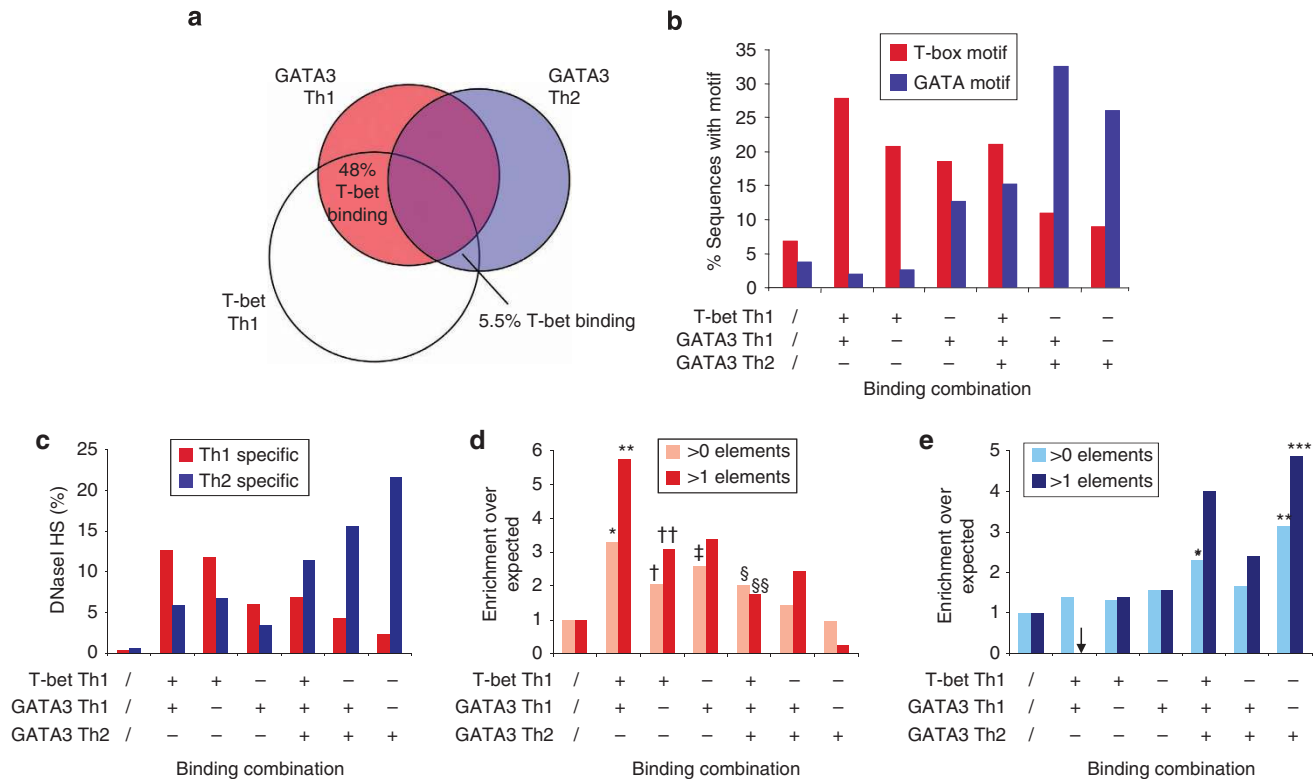 a
GATA3
Th1
GATA3
Th2
48%
T-bet
binding
T-bet
Th1
5.5% T-bet binding
b
% Sequences with motif
35
30
25
20
15
10
5
0
T-box motif
GATA motif
T-bet Th1 / + + – + – –
GATA3 Th1 / + – + + + –
GATA3 Th2 / – – – + + +
Binding combination
c
DNaseI HS (%)
25
20
15
10
5
0
Th1 specific
Th2 specific
T-bet Th1 / + + – + – –
GATA3 Th1 / + – + + + –
GATA3 Th2 / – – – + + +
Binding combination
d
Enrichment over
expected
6
5
4
3
2
1
0
>0 elements
>1 elements
* ** † †† ‡ § §§
T-bet Th1 / + + – + – –
GATA3 Th1 / + – + + + –
GATA3 Th2 / – – – + + +
Binding combination
e
Enrichment over
expected
5
4
3
2
1
0
>0 elements
>1 elements
* ** ***
T-bet Th1 / + + – + – –
GATA3 Th1 / + – + + + –
GATA3 Th2 / – – – + + +
Binding combination